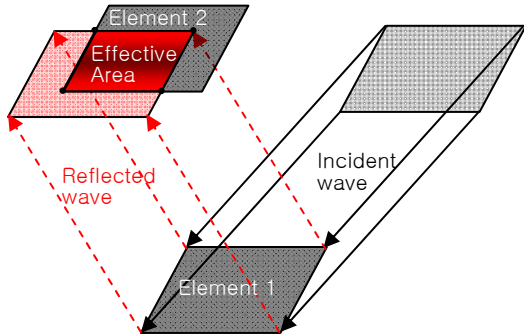 Element 2
Effective
Area
Reflected
wave
Incident
wave
Element 1